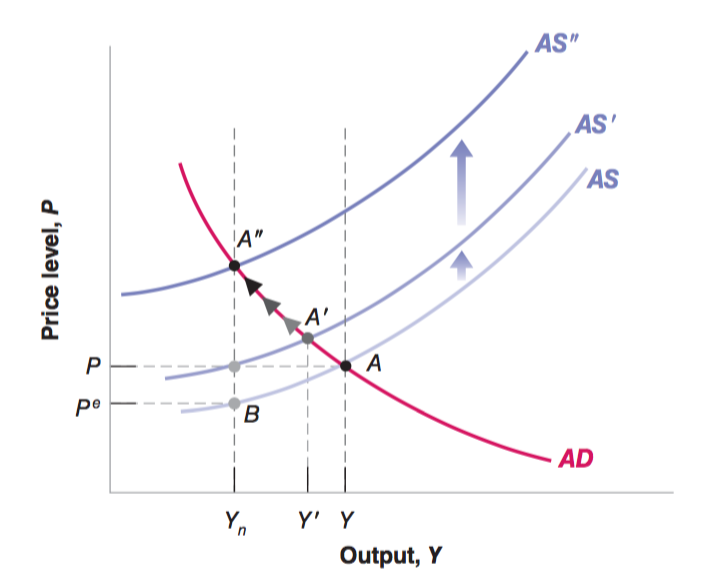 AS″
AS′
AS
Price level, P
A″
A′
P
A
Pᵉ
B
AD
Yₙ
Y′
Y
Output, Y